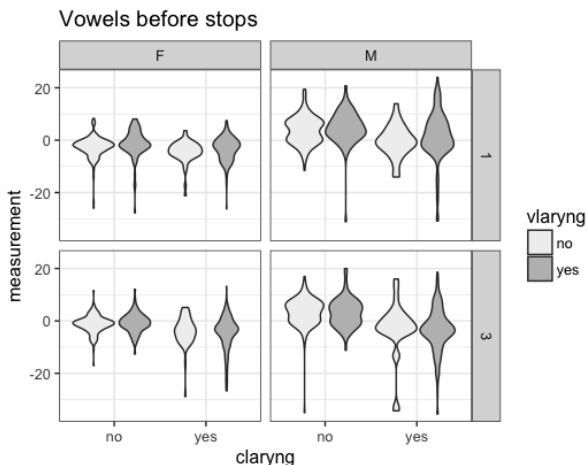 Vowels before stops
F M
20
0
-20
1
20
0
-20
3
measurement
no yes no yes
claryng
vlaryng
no
yes